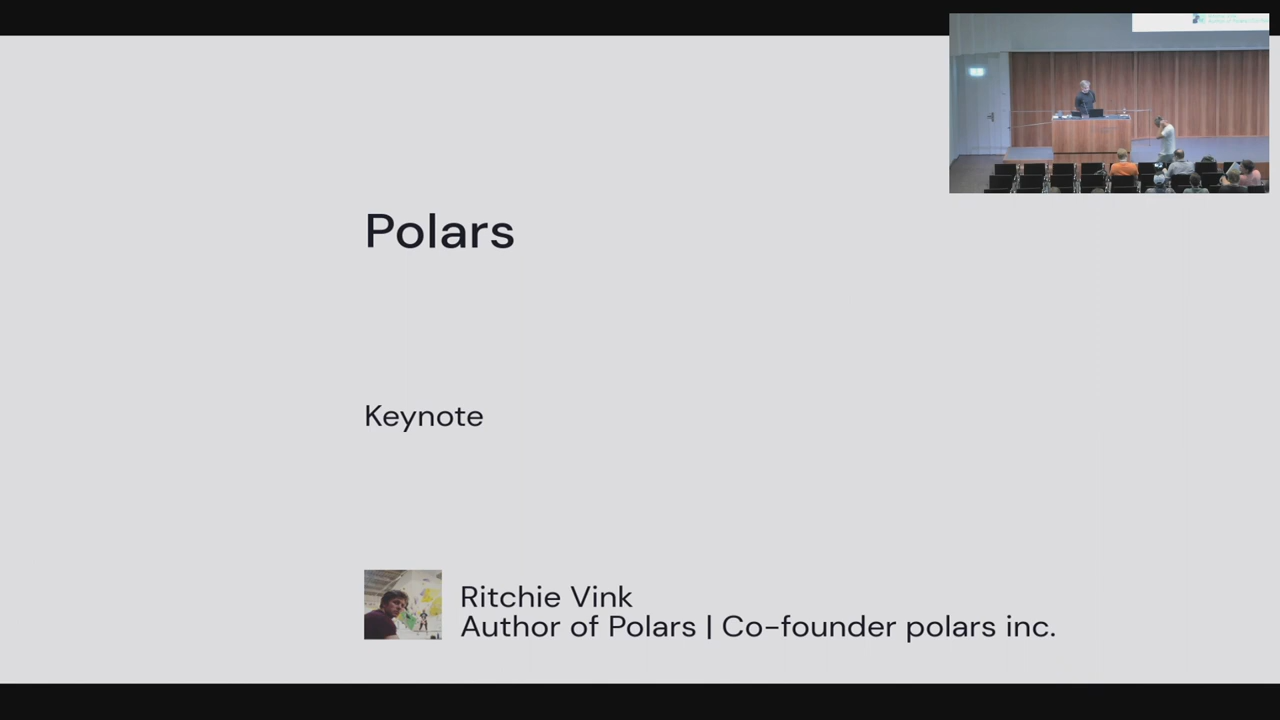 Polars
Keynote
Ritchie Vink
Author of Polars | Co-founder polars inc.